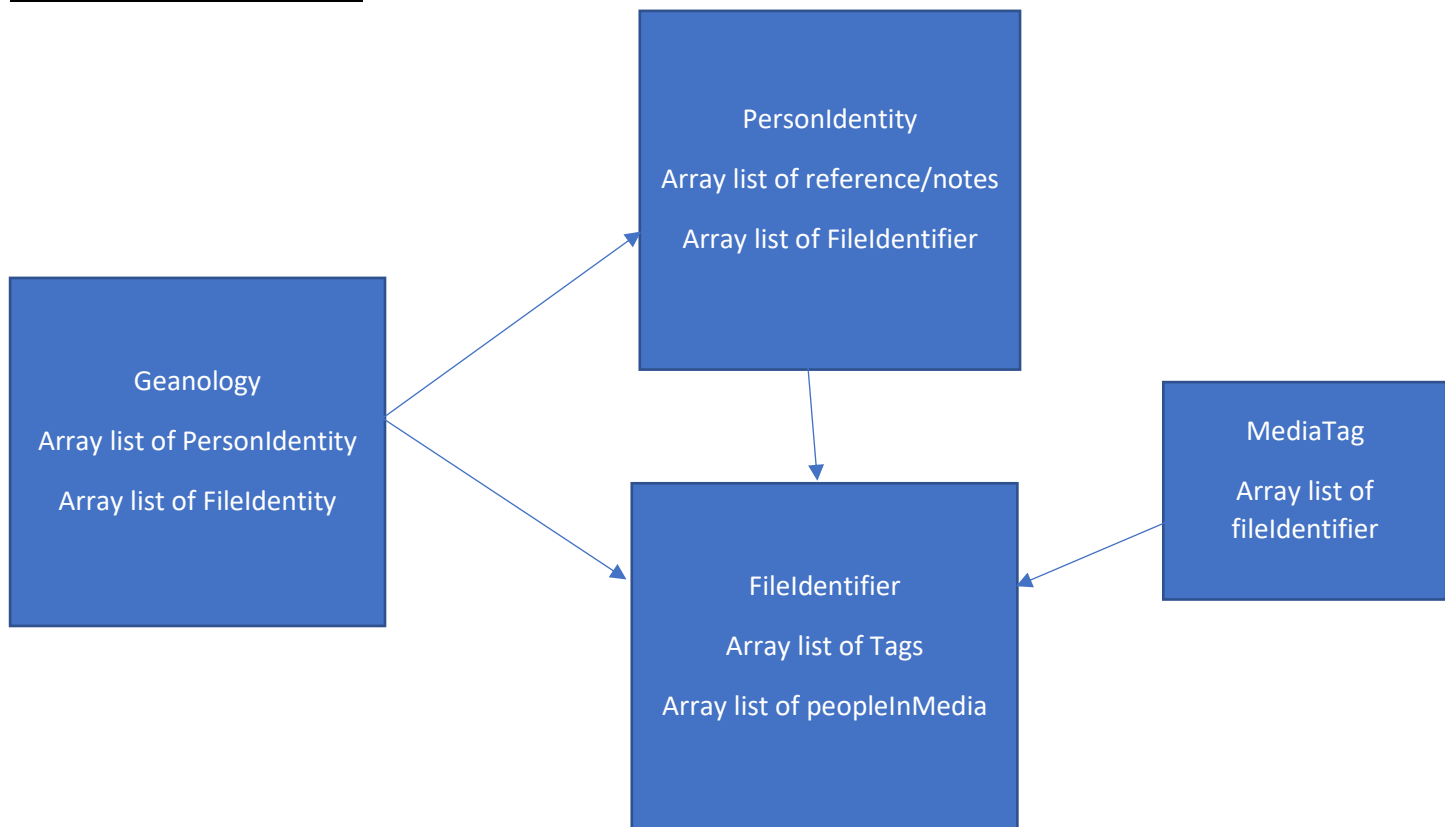 PersonIdentity
Array list of reference/notes
Array list of FileIdentifier
Geanology
Array list of PersonIdentity
Array list of FileIdentity
MediaTag
Array list of
fileIdentifier
FileIdentifier
Array list of Tags
Array list of peopleInMedia